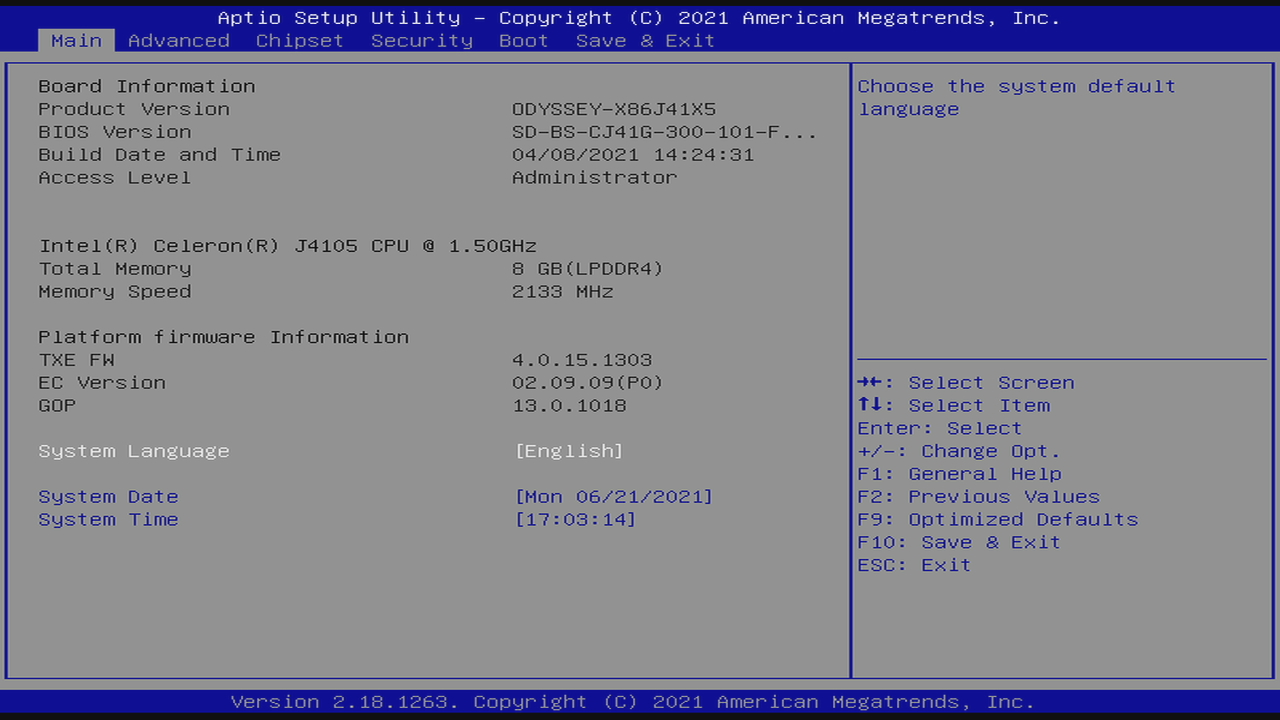 Aptio Setup Utility – Copyright (C) 2021 American Megatrends, Inc.
Main Advanced Chipset Security Boot Save & Exit
Board Information
Product Version ODYSSEY-X86J41X5
BIOS Version SD-BS-CJ41G-300-101-F...
Build Date and Time 04/08/2021 14:24:31
Access Level Administrator
Intel(R) Celeron(R) J4105 CPU @ 1.50GHz
Total Memory 8 GB(LPDDR4)
Memory Speed 2133 MHz
Platform firmware Information
TXE FW 4.0.15.1303
EC Version 02.09.09(P0)
GOP 13.0.1018
System Language [English]
System Date [Mon 06/21/2021]
System Time [17:03:14]
Choose the system default
language
→←: Select Screen
↑↓: Select Item
Enter: Select
+/-: Change Opt.
F1: General Help
F2: Previous Values
F9: Optimized Defaults
F10: Save & Exit
ESC: Exit
Version 2.18.1263. Copyright (C) 2021 American Megatrends, Inc.